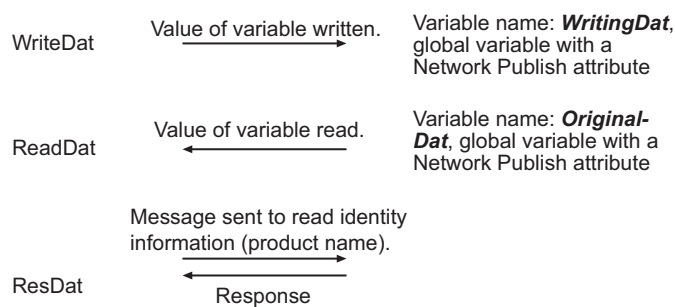 WriteDat
Value of variable written.
Variable name: WritingDat,
global variable with a
Network Publish attribute
ReadDat
Value of variable read.
Variable name: Original-
Dat, global variable with a
Network Publish attribute
Message sent to read identity
information (product name).
ResDat
Response